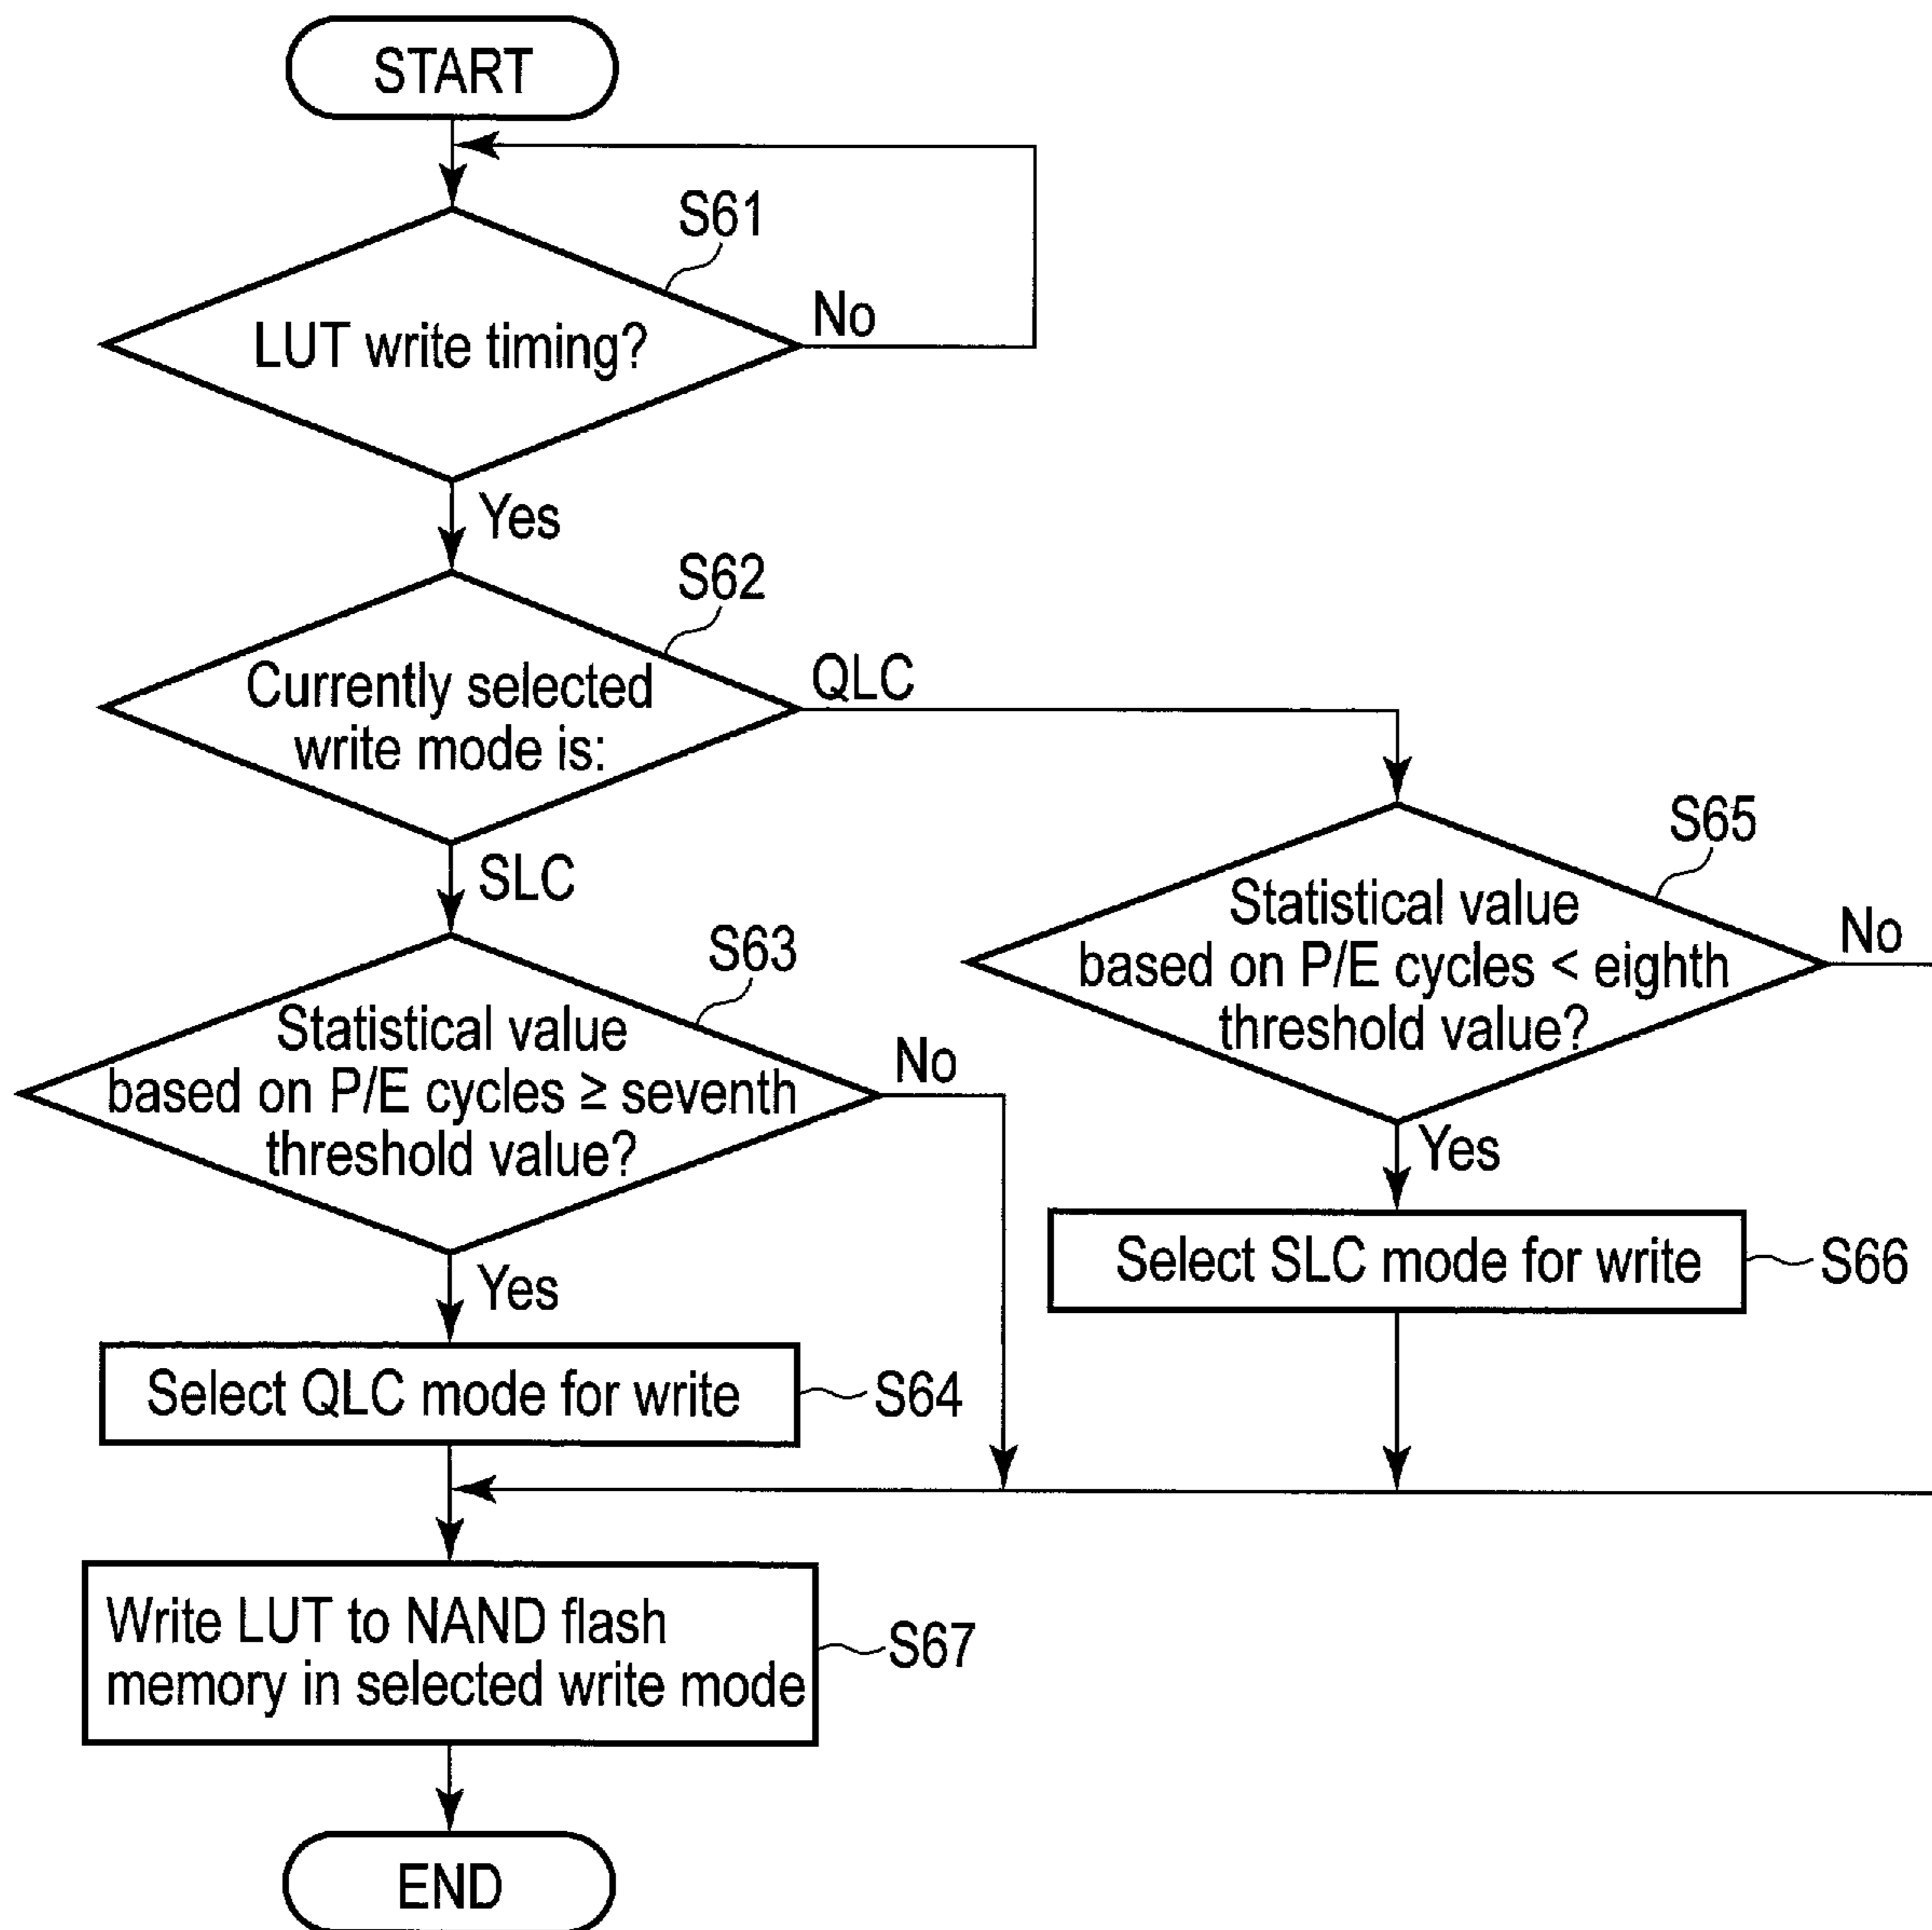 START
S61
LUT write timing?
No
Yes
S62
Currently selected
write mode is:
QLC
SLC
S65
Statistical value
based on P/E cycles < eighth
threshold value?
No
Yes
S63
Statistical value
based on P/E cycles ≥ seventh
threshold value?
No
Yes
Select SLC mode for write
S66
Select QLC mode for write
S64
Write LUT to NAND flash
memory in selected write mode
S67
END